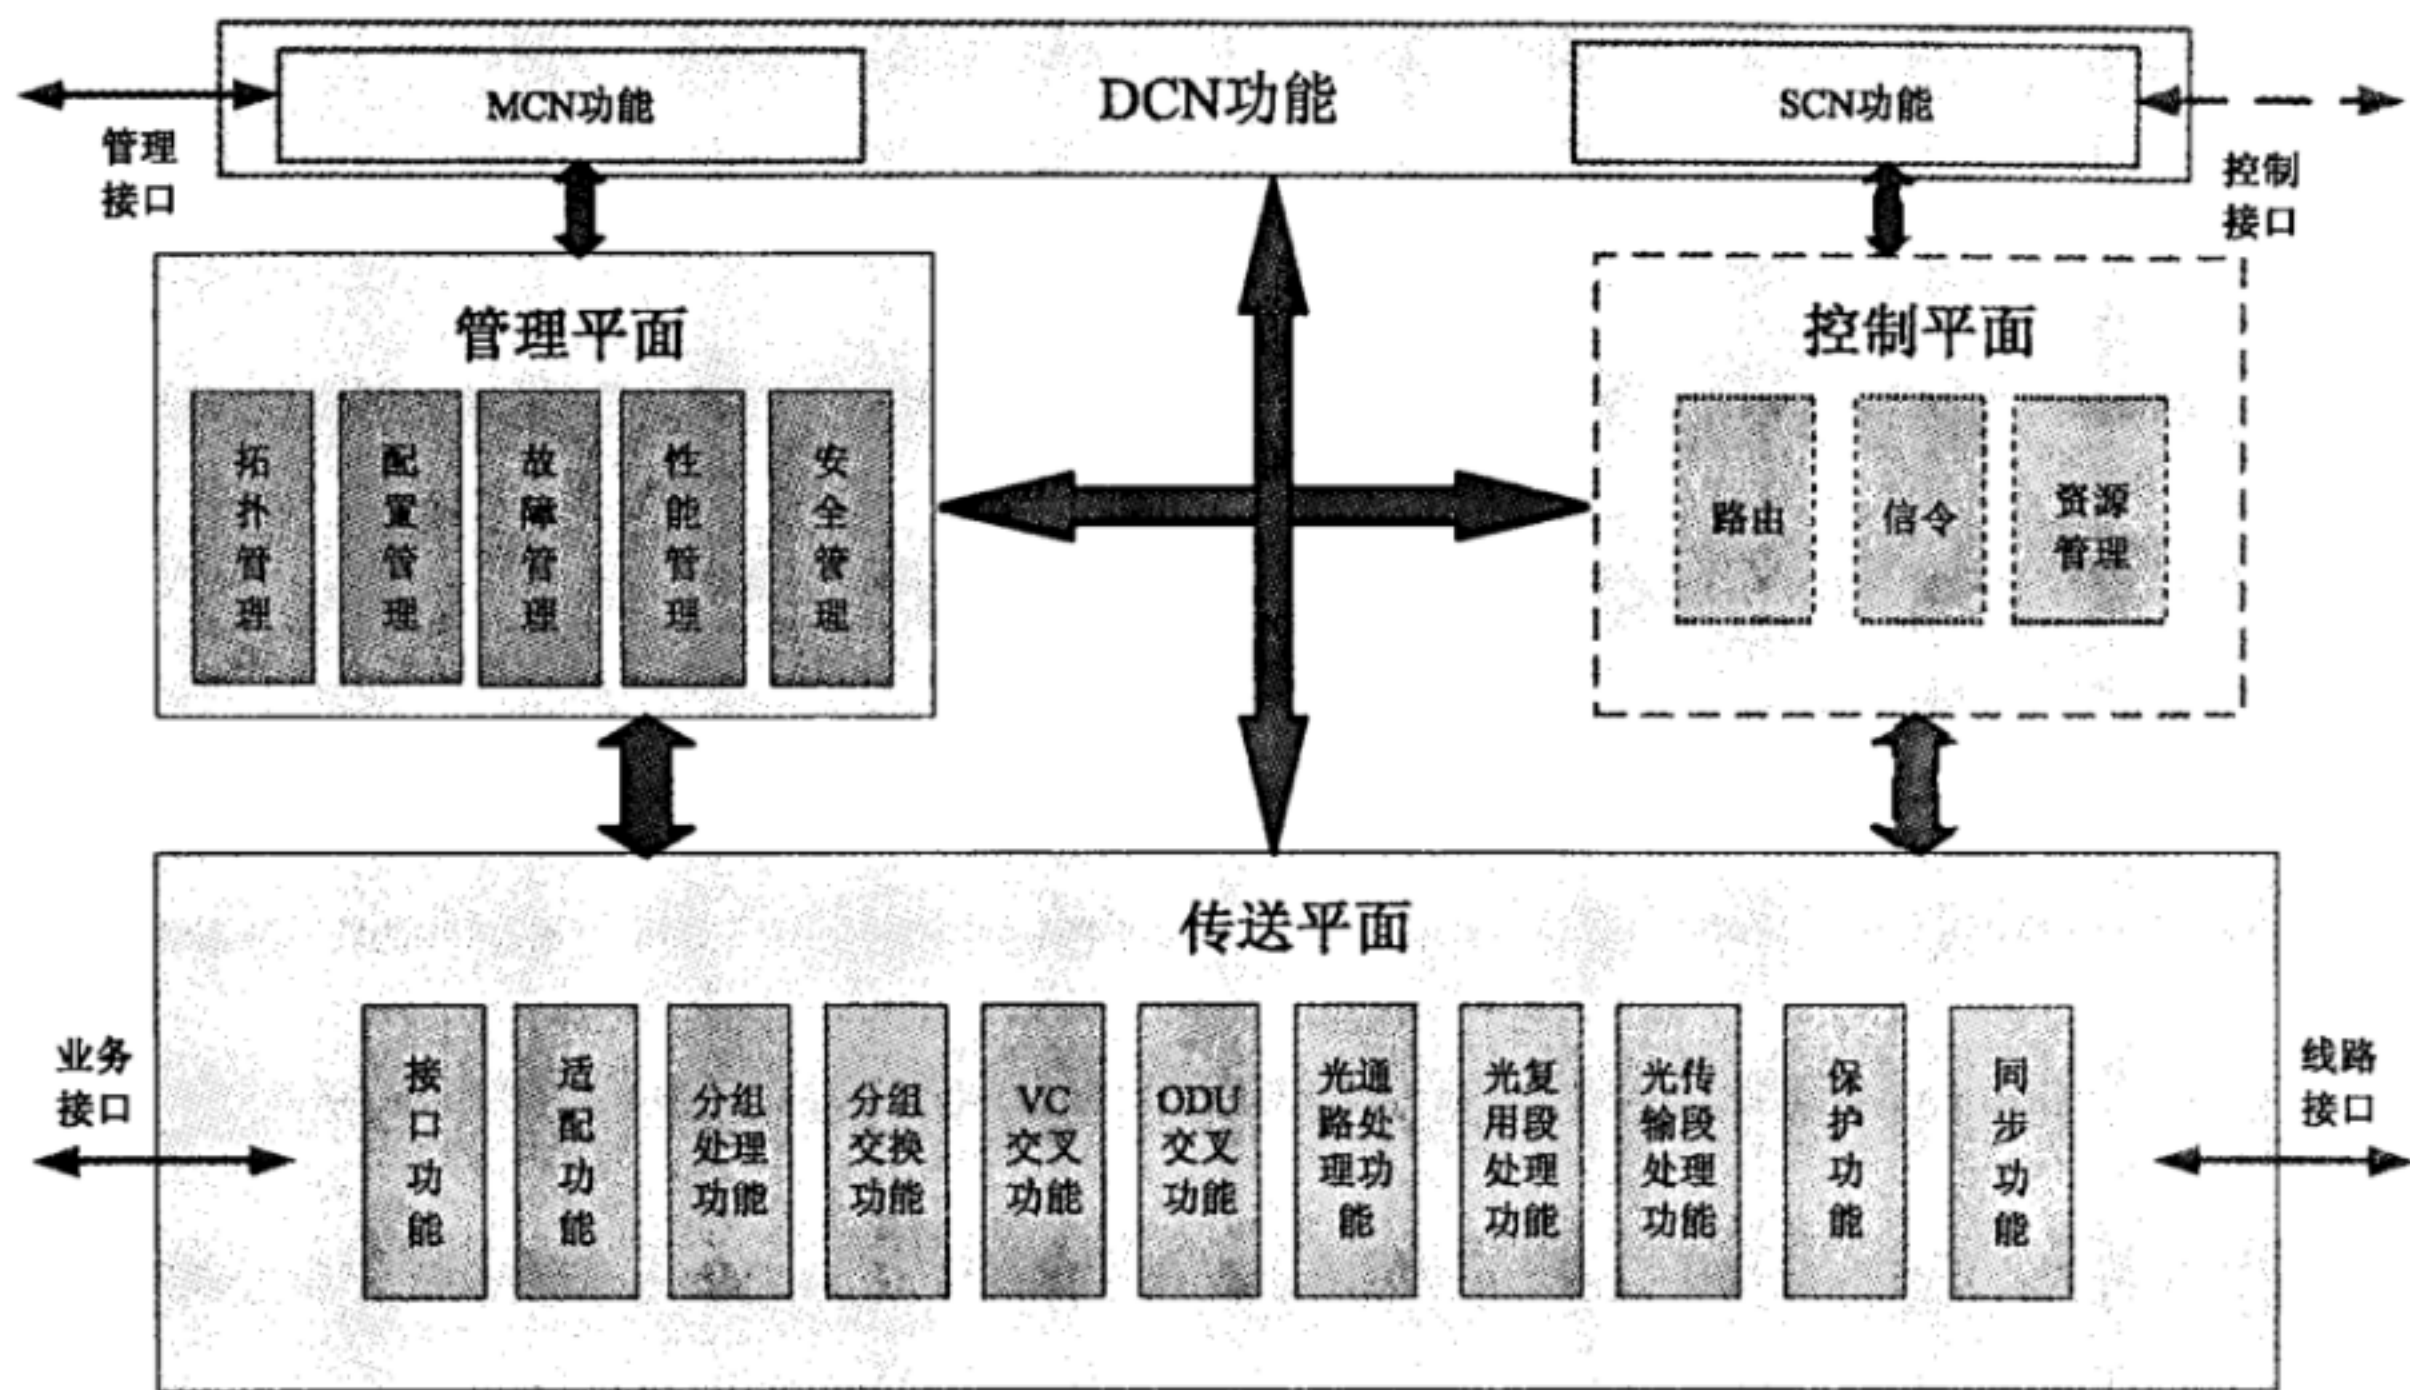 MCN功能
DCN功能
SCN功能
管理
接口
控制
接口
管理平面
控制平面
拓扑管理
配置管理
故障管理
性能管理
安全管理
路由
信令
资源
管理
传送平面
业务
接口
线路
接口
接口功能
适配功能
分组
处理
功能
分组
交换
功能
VC
交叉
功能
ODU
交叉
功能
光通
路处
理功
能
光复
用段
处理
功能
光传
输段
处理
功能
保护功能
同步功能